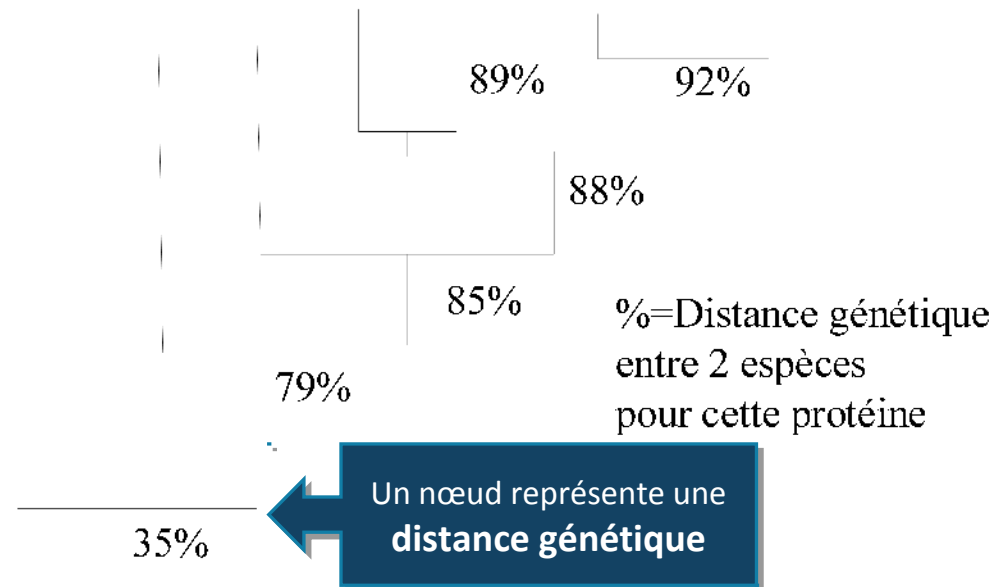 89%
92%
88%
85%
%=Distance génétique
entre 2 espèces
pour cette protéine
79%
Un nœud représente une
distance génétique
35%